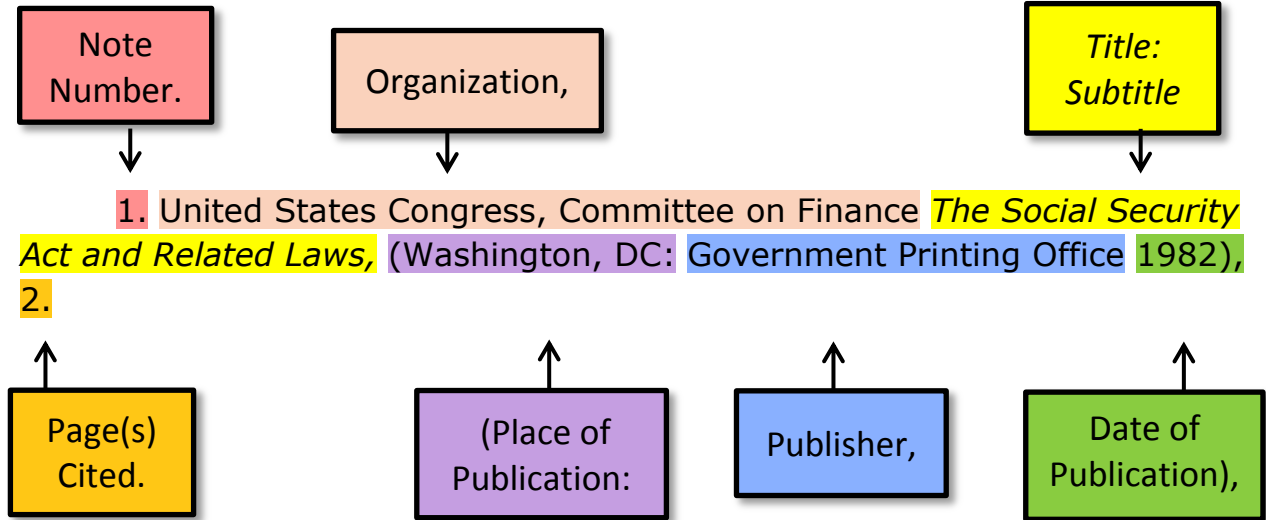 Note
Number.
Organization,
Title:
Subtitle
1. United States Congress, Committee on Finance The Social Security
Act and Related Laws, (Washington, DC: Government Printing Office 1982),
2.
Page(s)
Cited.
(Place of
Publication:
Publisher,
Date of
Publication),